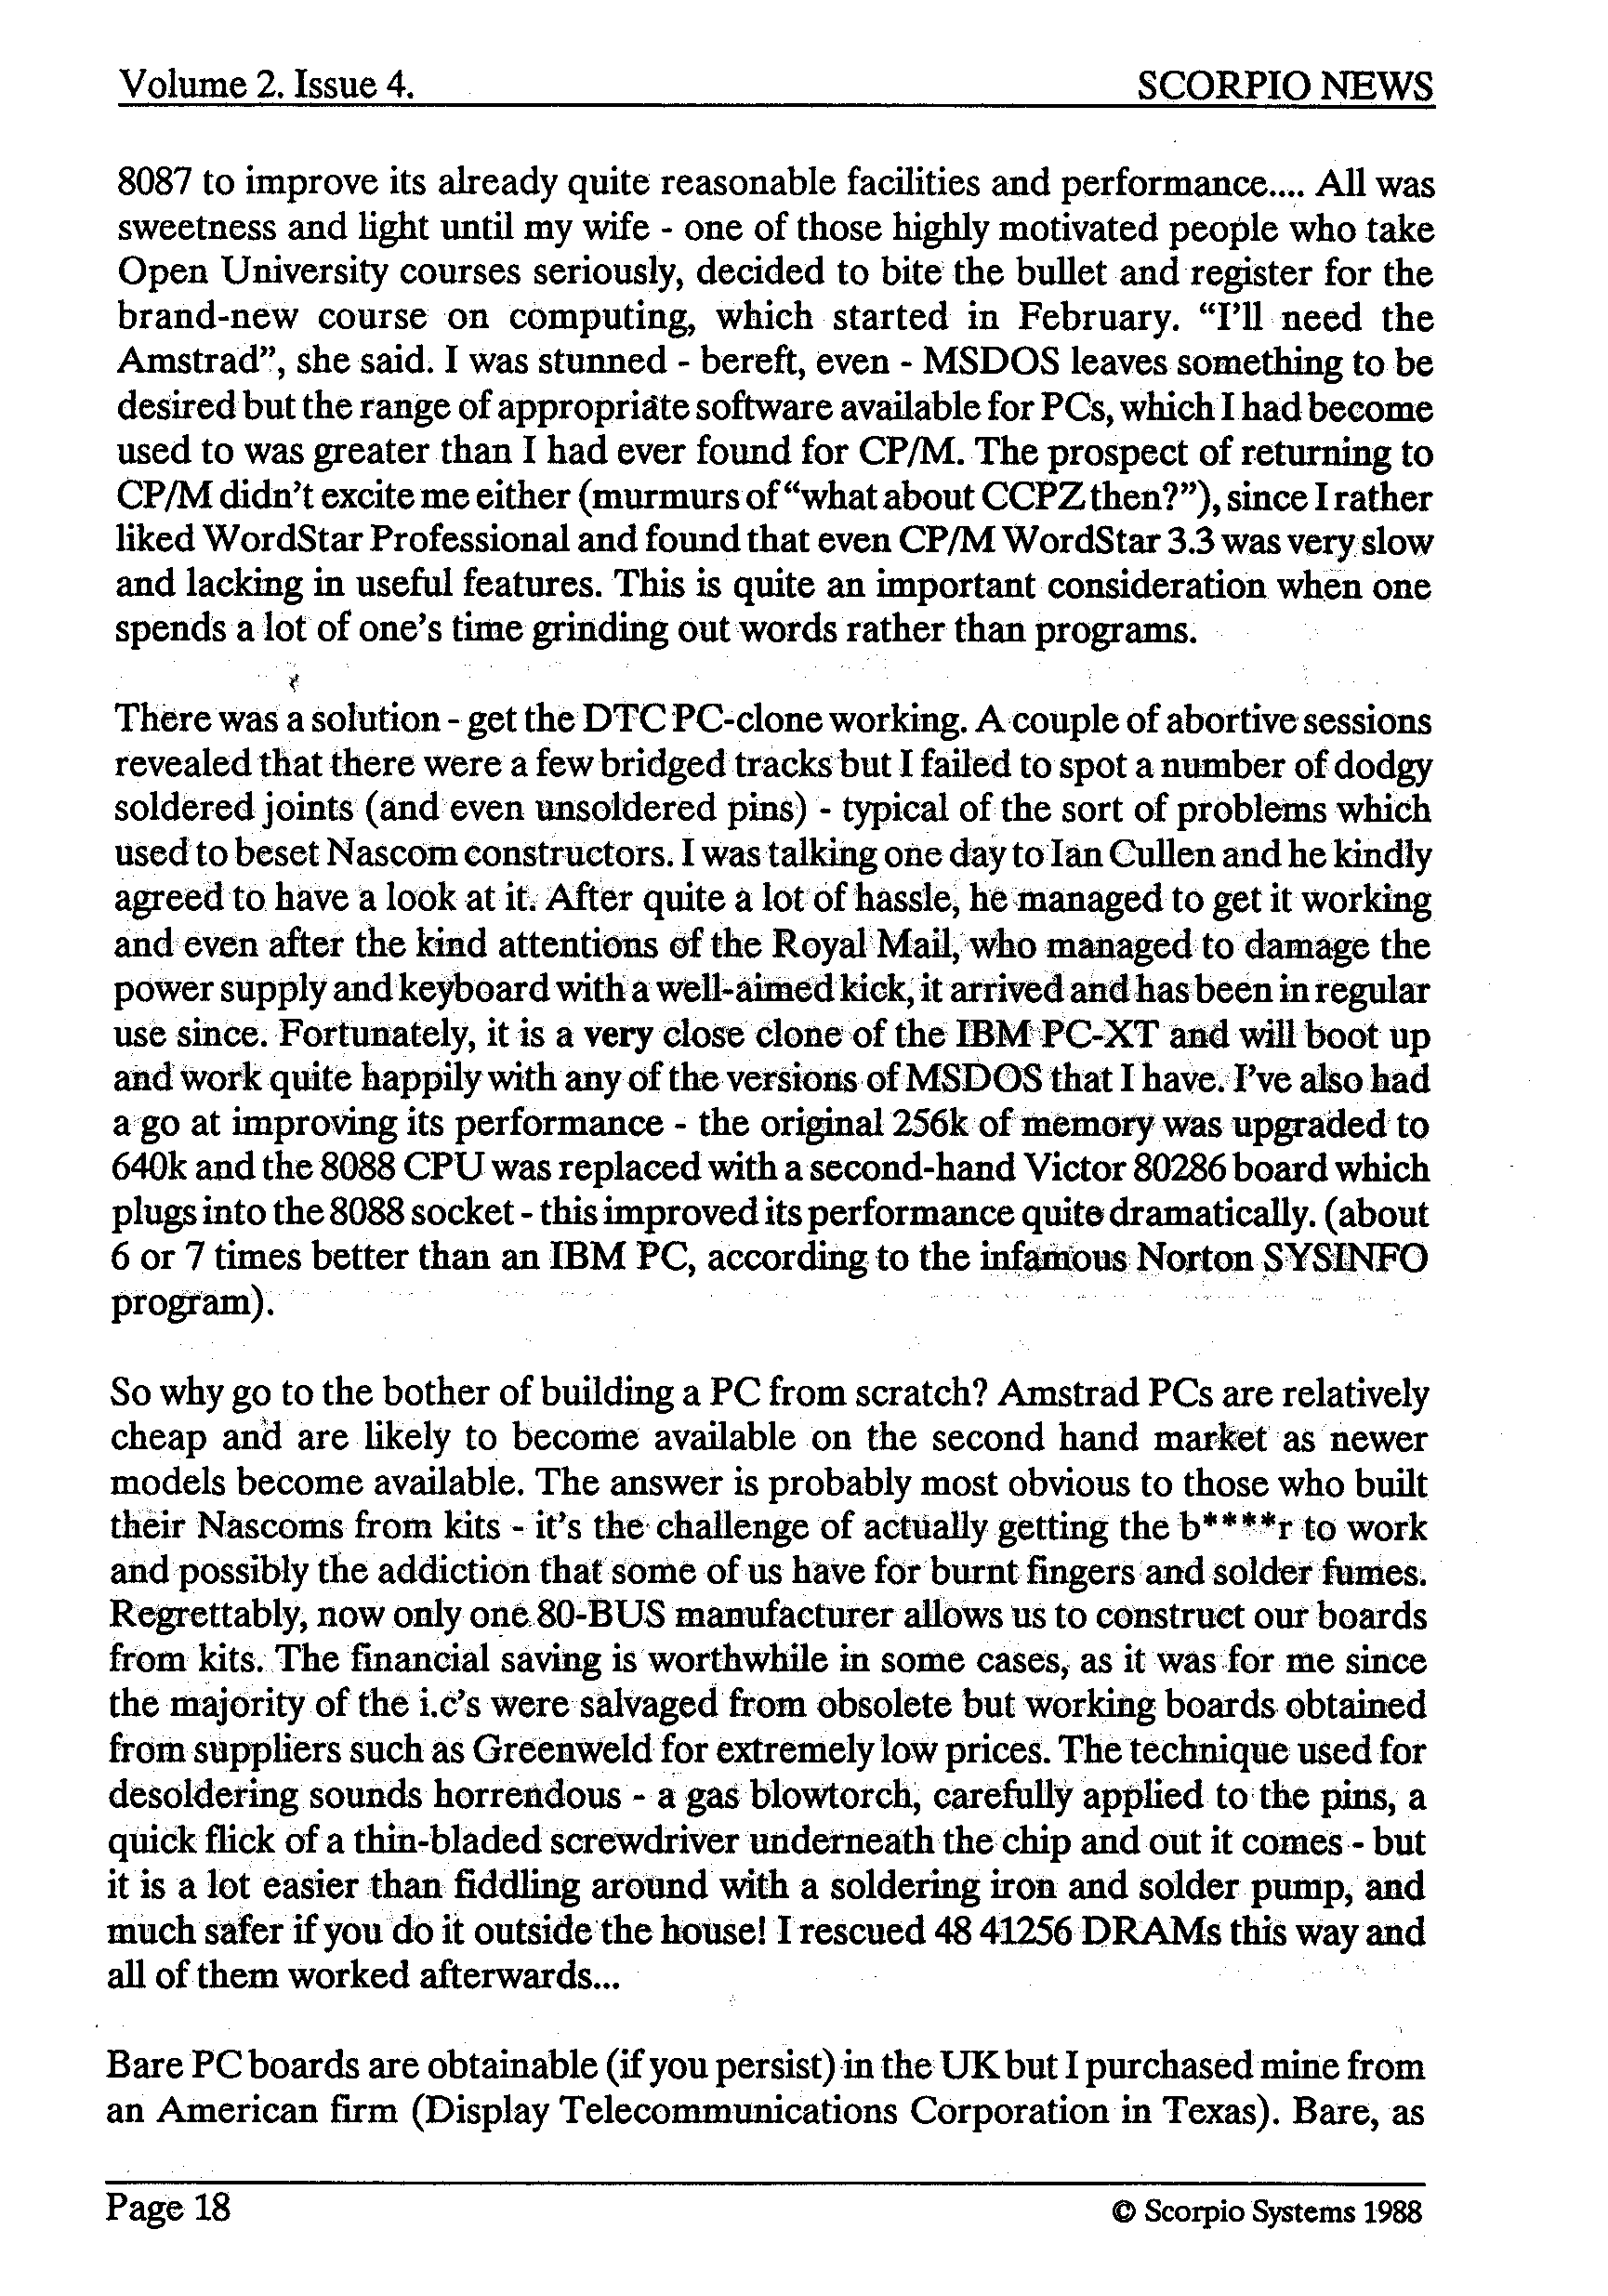 Volume 2. Issue 4. SCORPIO NEWS
8087 to improve its already quite reasonable facilities and performance.... All was
sweetness and light until my wife - one of those highly motivated people who take
Open University courses seriously, decided to bite the bullet and register for the
brand-new course on computing, which started in February. “I’ll need the
Amstrad”, she said. I was stunned - bereft, even - MSDOS leaves something to be
desired but the range of appropriate software available for PCs, which I had become
used to was greater than I had ever found for CP/M. The prospect of returning to
CP/M didn’t excite me either (murmurs of “what about CCPZ then?”), since I rather
liked WordStar Professional and found that even CP/M WordStar 3.3 was very slow
and lacking in useful features. This is quite an important consideration when one
spends a lot of one’s time grinding out words rather than programs.
There was a solution - get the DTC PC-clone working. A couple of abortive sessions
revealed that there were a few bridged tracks but I failed to spot a number of dodgy
soldered joints (and even unsoldered pins) - typical of the sort of problems which
used to beset Nascom constructors. I was talking one day to Ian Cullen and he kindly
agreed to have a look at it. After quite a lot of hassle, he managed to get it working
and even after the kind attentions of the Royal Mail, who managed to damage the
power supply and keyboard with a well-aimed kick, it arrived and has been in regular
use since. Fortunately, it is a very close clone of the IBM PC-XT and will boot up
and work quite happily with any of the versions of MSDOS that I have. I’ve also had
a go at improving its performance - the original 256k of memory was upgraded to
640k and the 8088 CPU was replaced with a second-hand Victor 80286 board which
plugs into the 8088 socket - this improved its performance quite dramatically. (about
6 or 7 times better than an IBM PC, according to the infamous Norton SYSINFO
program).
So why go to the bother of building a PC from scratch? Amstrad PCs are relatively
cheap and are likely to become available on the second hand market as newer
models become available. The answer is probably most obvious to those who built
their Nascoms from kits - it’s the challenge of actually getting the b****r to work
and possibly the addiction that some of us have for burnt fingers and solder fumes.
Regrettably, now only one 80-BUS manufacturer allows us to construct our boards
from kits. The financial saving is worthwhile in some cases, as it was for me since
the majority of the i.c’s were salvaged from obsolete but working boards obtained
from suppliers such as Greenweld for extremely low prices. The technique used for
desoldering sounds horrendous - a gas blowtorch, carefully applied to the pins, a
quick flick of a thin-bladed screwdriver underneath the chip and out it comes - but
it is a lot easier than fiddling around with a soldering iron and solder pump, and
much safer if you do it outside the house! I rescued 48 41256 DRAMs this way and
all of them worked afterwards...
Bare PC boards are obtainable (if you persist) in the UK but I purchased mine from
an American firm (Display Telecommunications Corporation in Texas). Bare, as
Page 18 © Scorpio Systems 1988